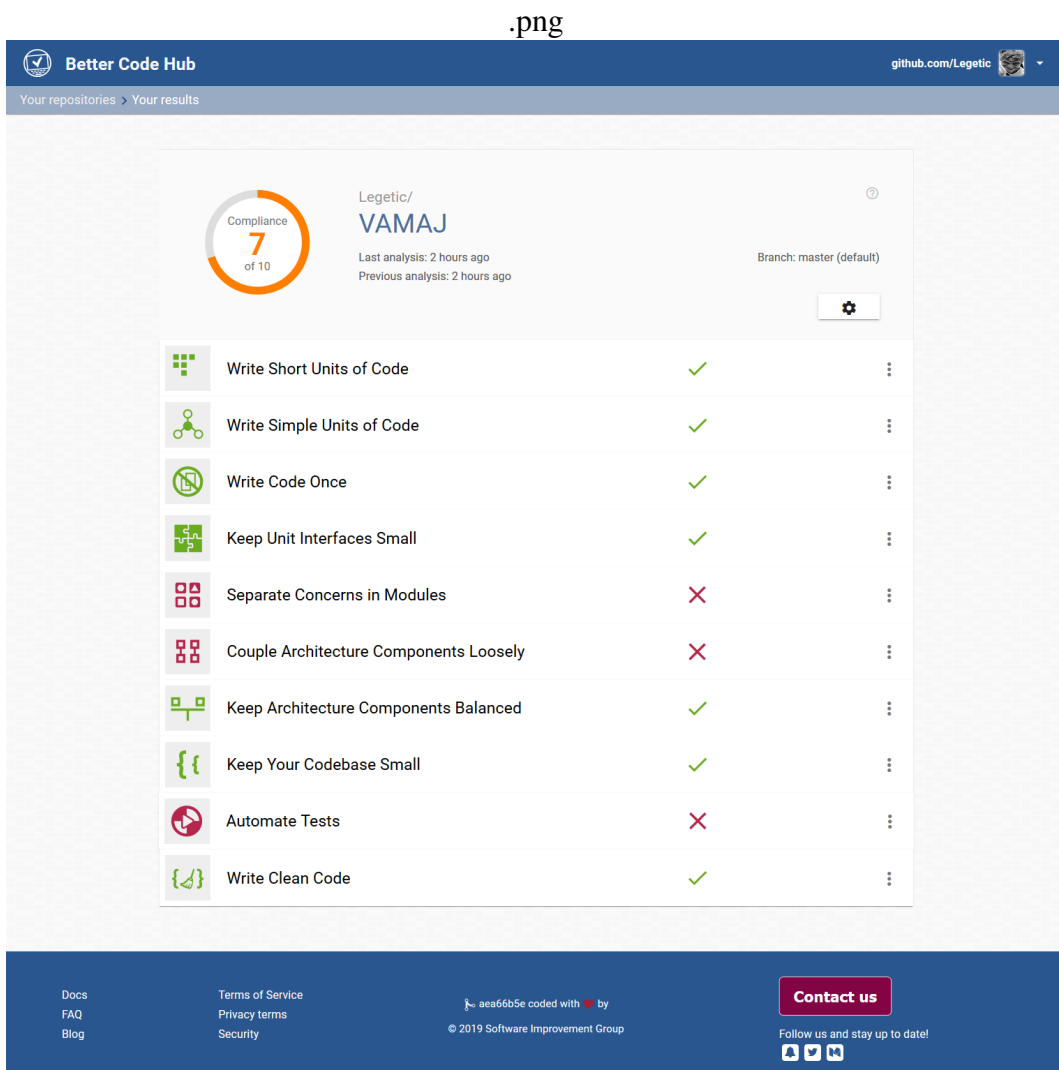 .png
Better Code Hub
github.com/Legetic
Your repositories > Your results
Compliance
7
of 10
Legetic/
VAMAJ
Last analysis: 2 hours ago
Previous analysis: 2 hours ago
Branch: master (default)
Write Short Units of Code
Write Simple Units of Code
Write Code Once
Keep Unit Interfaces Small
Separate Concerns in Modules
Couple Architecture Components Loosely
Keep Architecture Components Balanced
Keep Your Codebase Small
Automate Tests
Write Clean Code
Docs
FAQ
Blog
Terms of Service
Privacy terms
Security
aea66b5e coded with ❤ by
© 2019 Software Improvement Group
Contact us
Follow us and stay up to date!